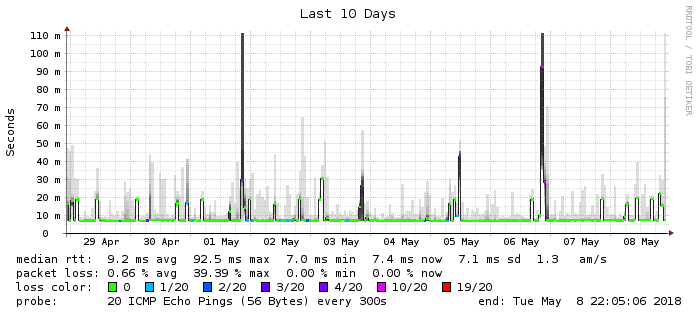 Last 10 Days
RRDTOOL / TOBI OETIKER
Seconds
110 m
100 m
90 m
80 m
70 m
60 m
50 m
40 m
30 m
20 m
10 m
0
29 Apr 30 Apr 01 May 02 May 03 May 04 May 05 May 06 May 07 May 08 May
median rtt: 9.2 ms avg 92.5 ms max 7.0 ms min 7.4 ms now 7.1 ms sd 1.3 am/s
packet loss: 0.66 % avg 39.39 % max 0.00 % min 0.00 % now
loss color: 0 1/20 2/20 3/20 4/20 10/20 19/20
probe: 20 ICMP Echo Pings (56 Bytes) every 300s end: Tue May 8 22:05:06 2018